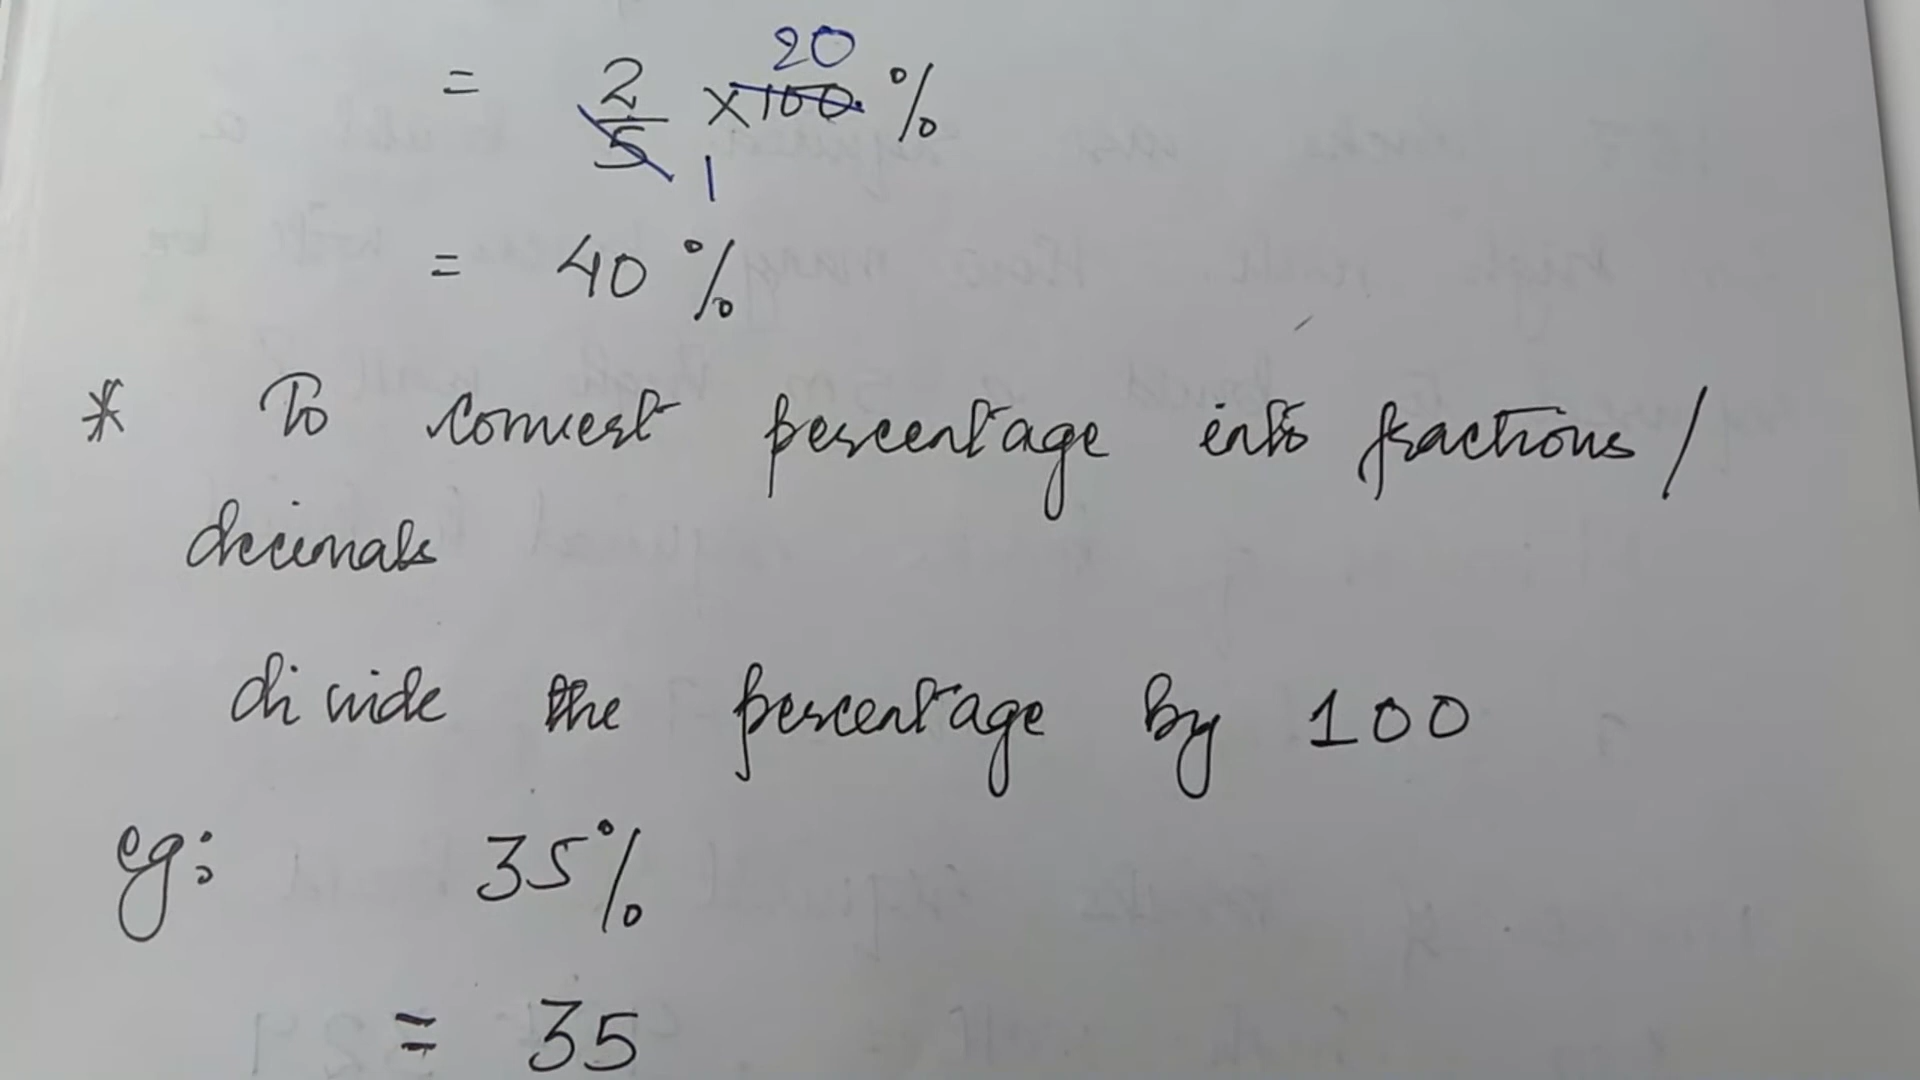 = 2/5 × 100 % 20 1
= 40 %
* To convert percentage into fractions /
decimals
divide the percentage by 100
eg: 35%
= 35